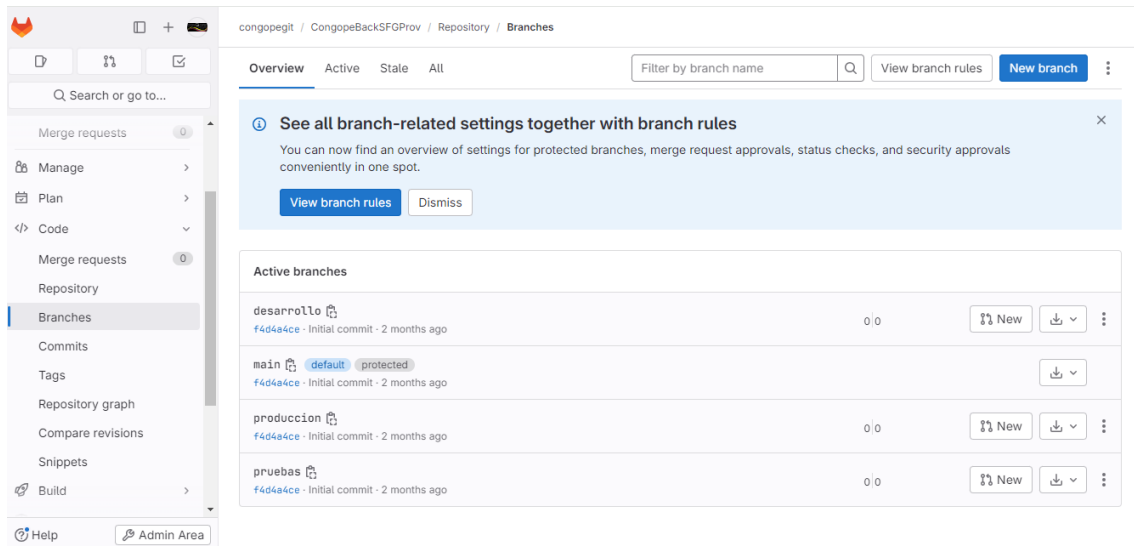 congopegit / CongopeBackSFGProv / Repository / Branches
Search or go to...
Merge requests 0
Manage
Plan
Code
Merge requests 0
Repository
Branches
Commits
Tags
Repository graph
Compare revisions
Snippets
Build
Help
Admin Area
Overview Active Stale All
Filter by branch name
View branch rules
New branch
See all branch-related settings together with branch rules
You can now find an overview of settings for protected branches, merge request approvals, status checks, and security approvals
conveniently in one spot.
View branch rules Dismiss
Active branches
desarrollo
f4d4a4ce · Initial commit · 2 months ago
0 0
New
main default protected
f4d4a4ce · Initial commit · 2 months ago
produccion
f4d4a4ce · Initial commit · 2 months ago
0 0
New
pruebas
f4d4a4ce · Initial commit · 2 months ago
0 0
New